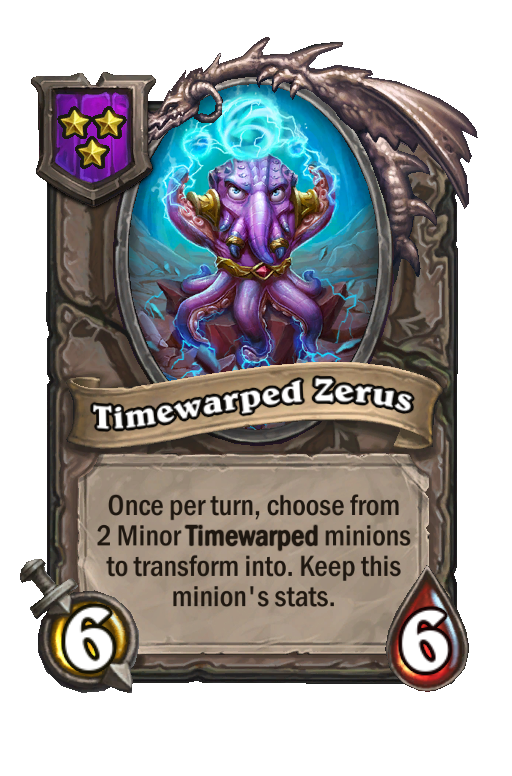 Timewarped Zerus
Once per turn, choose from
2 Minor Timewarped minions
to transform into. Keep this
minion's stats.
6
6